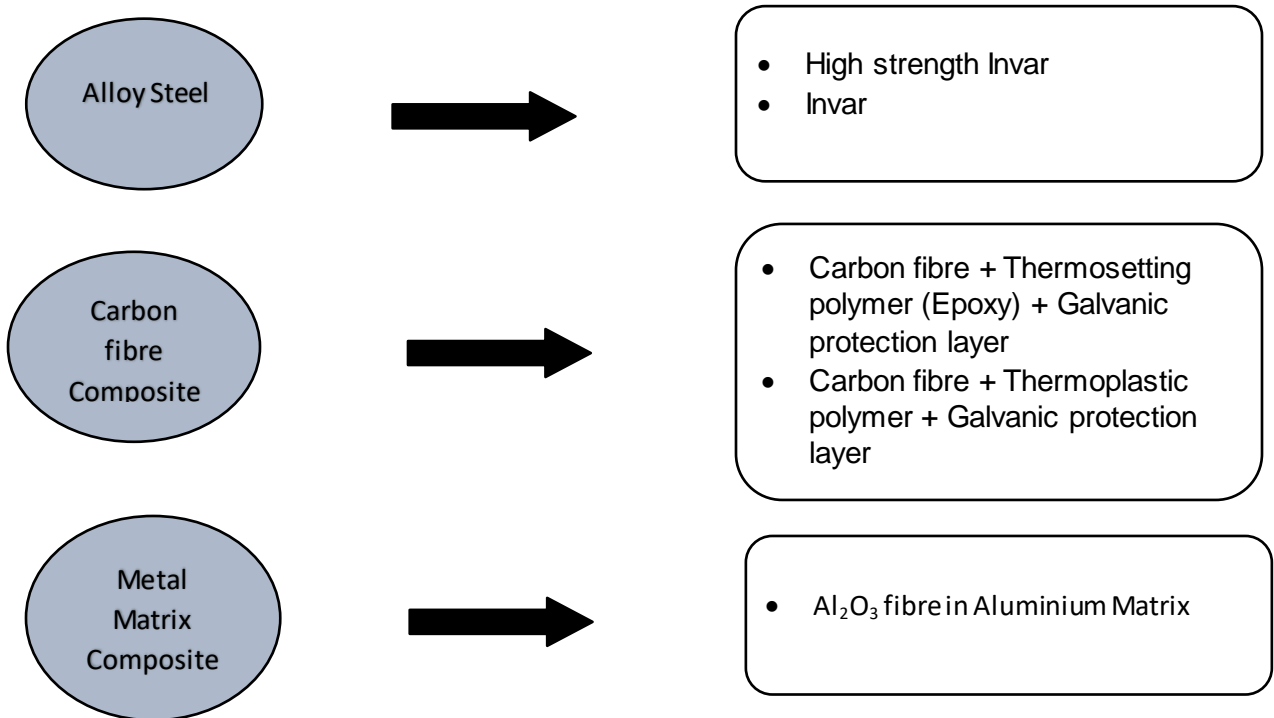 Alloy Steel
• High strength Invar
• Invar
Carbon
fibre
Composite
• Carbon fibre + Thermosetting
polymer (Epoxy) + Galvanic
protection layer
• Carbon fibre + Thermoplastic
polymer + Galvanic protection
layer
Metal
Matrix
Composite
• Al₂O₃ fibre in Aluminium Matrix